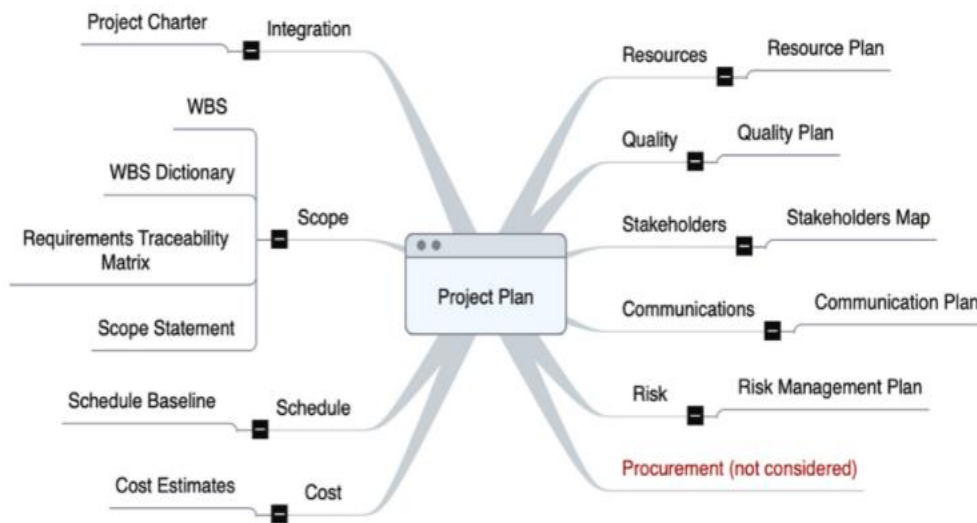 Project Charter
Integration
WBS
WBS Dictionary
Requirements Traceability
Matrix
Scope Statement
Scope
Schedule Baseline
Schedule
Cost Estimates
Cost
Project Plan
Resources
Resource Plan
Quality
Quality Plan
Stakeholders
Stakeholders Map
Communications
Communication Plan
Risk
Risk Management Plan
Procurement (not considered)